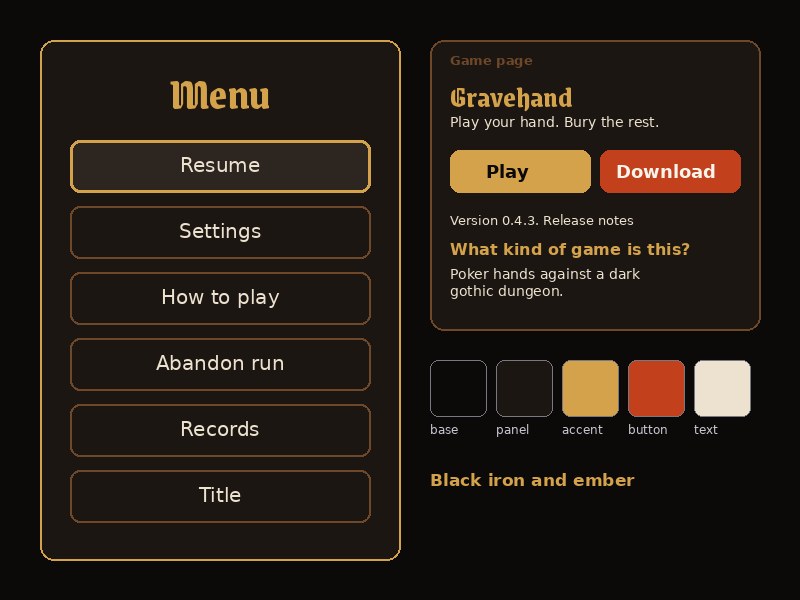 Menu
Resume
Settings
How to play
Abandon run
Records
Title
Game page
Gravehand
Play your hand. Bury the rest.
Play
Download
Version 0.4.3. Release notes
What kind of game is this?
Poker hands against a dark
gothic dungeon.
base
panel
accent
button
text
Black iron and ember